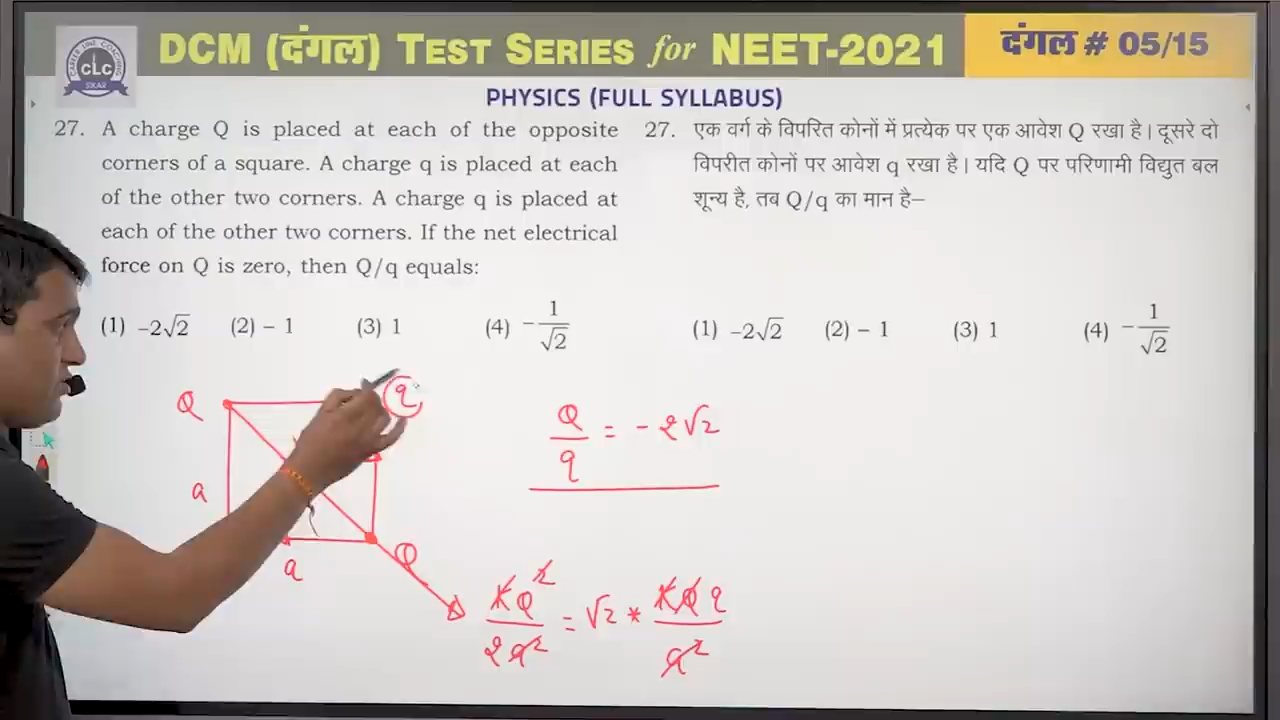 DCM (दंगल) TEST SERIES for NEET-2021
दंगल # 05/15
CAREER LINE COACHING
CLC
SIKAR
PHYSICS (FULL SYLLABUS)
27. A charge Q is placed at each of the opposite
corners of a square. A charge q is placed at each
of the other two corners. A charge q is placed at
each of the other two corners. If the net electrical
force on Q is zero, then Q/q equals:
(1) –2√2 (2) – 1 (3) 1 (4) –1/√2
27. एक वर्ग के विपरित कोनों में प्रत्येक पर एक आवेश Q रखा है। दूसरे दो
विपरीत कोनों पर आवेश q रखा है। यदि Q पर परिणामी विद्युत बल
शून्य है, तब Q/q का मान है–
(1) –2√2 (2) – 1 (3) 1 (4) –1/√2
Q
q
a
Q
a
Q/q = - 2√2
KQ²/2a² = √2 * KQq/a²